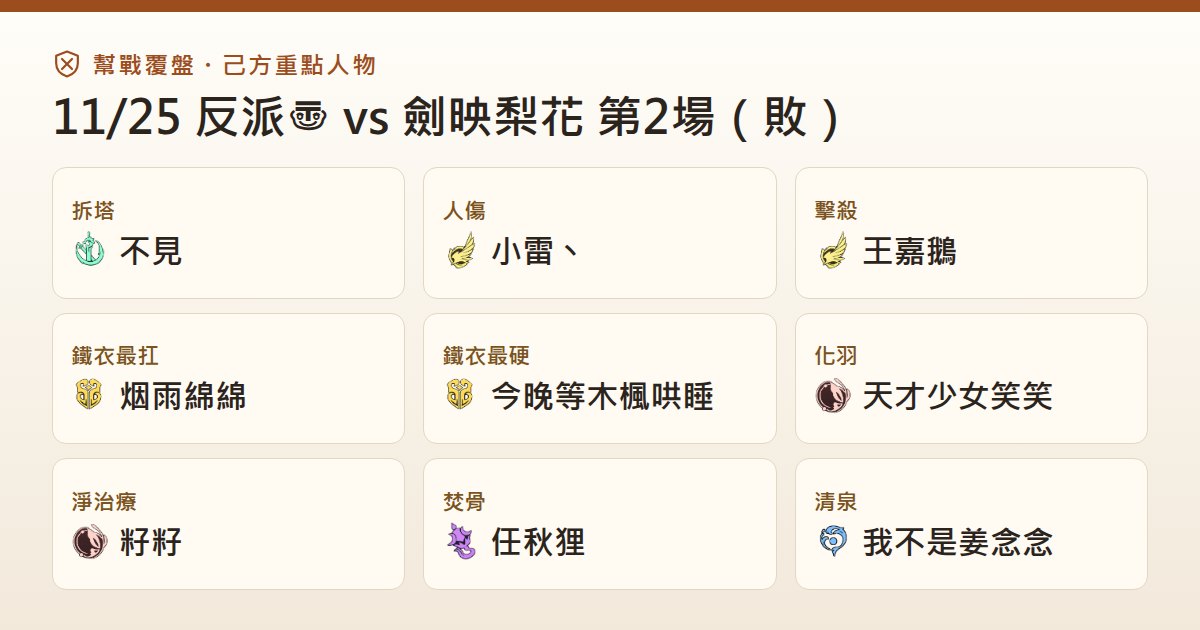 幫戰覆盤 · 己方重點人物
11/25 反派🤠 vs 劍映梨花 第2場（敗）
拆塔
不見
人傷
小雷丶
擊殺
王嘉鵝
鐵衣最扛
烟雨綿綿
鐵衣最硬
今晚等木楓哄睡
化羽
天才少女笑笑
淨治療
籽籽
焚骨
任秋狸
清泉
我不是姜念念